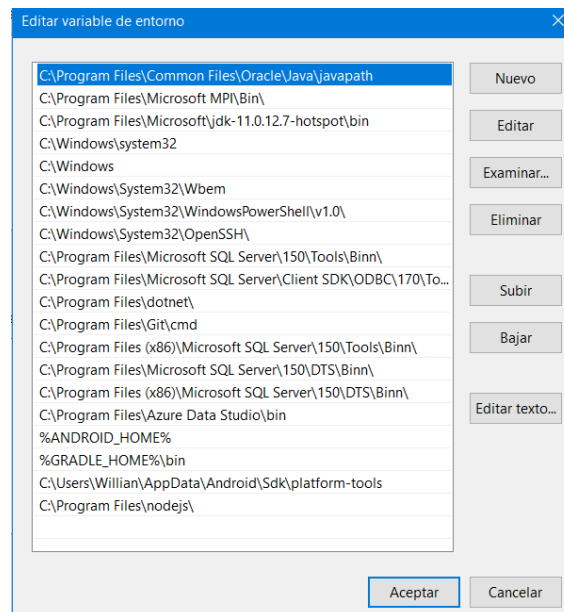 Editar variable de entorno
C:\Program Files\Common Files\Oracle\Java\javapath
C:\Program Files\Microsoft MPI\Bin\
C:\Program Files\Microsoft\jdk-11.0.12.7-hotspot\bin
C:\Windows\system32
C:\Windows
C:\Windows\System32\Wbem
C:\Windows\System32\WindowsPowerShell\v1.0\
C:\Windows\System32\OpenSSH\
C:\Program Files\Microsoft SQL Server\150\Tools\Binn\
C:\Program Files\Microsoft SQL Server\Client SDK\ODBC\170\To...
C:\Program Files\dotnet\
C:\Program Files\Git\cmd
C:\Program Files (x86)\Microsoft SQL Server\150\Tools\Binn\
C:\Program Files\Microsoft SQL Server\150\DTS\Binn\
C:\Program Files (x86)\Microsoft SQL Server\150\DTS\Binn\
C:\Program Files\Azure Data Studio\bin
%ANDROID_HOME%
%GRADLE_HOME%\bin
C:\Users\Willian\AppData\Android\Sdk\platform-tools
C:\Program Files\nodejs\
Nuevo
Editar
Examinar...
Eliminar
Subir
Bajar
Editar texto...
Aceptar
Cancelar